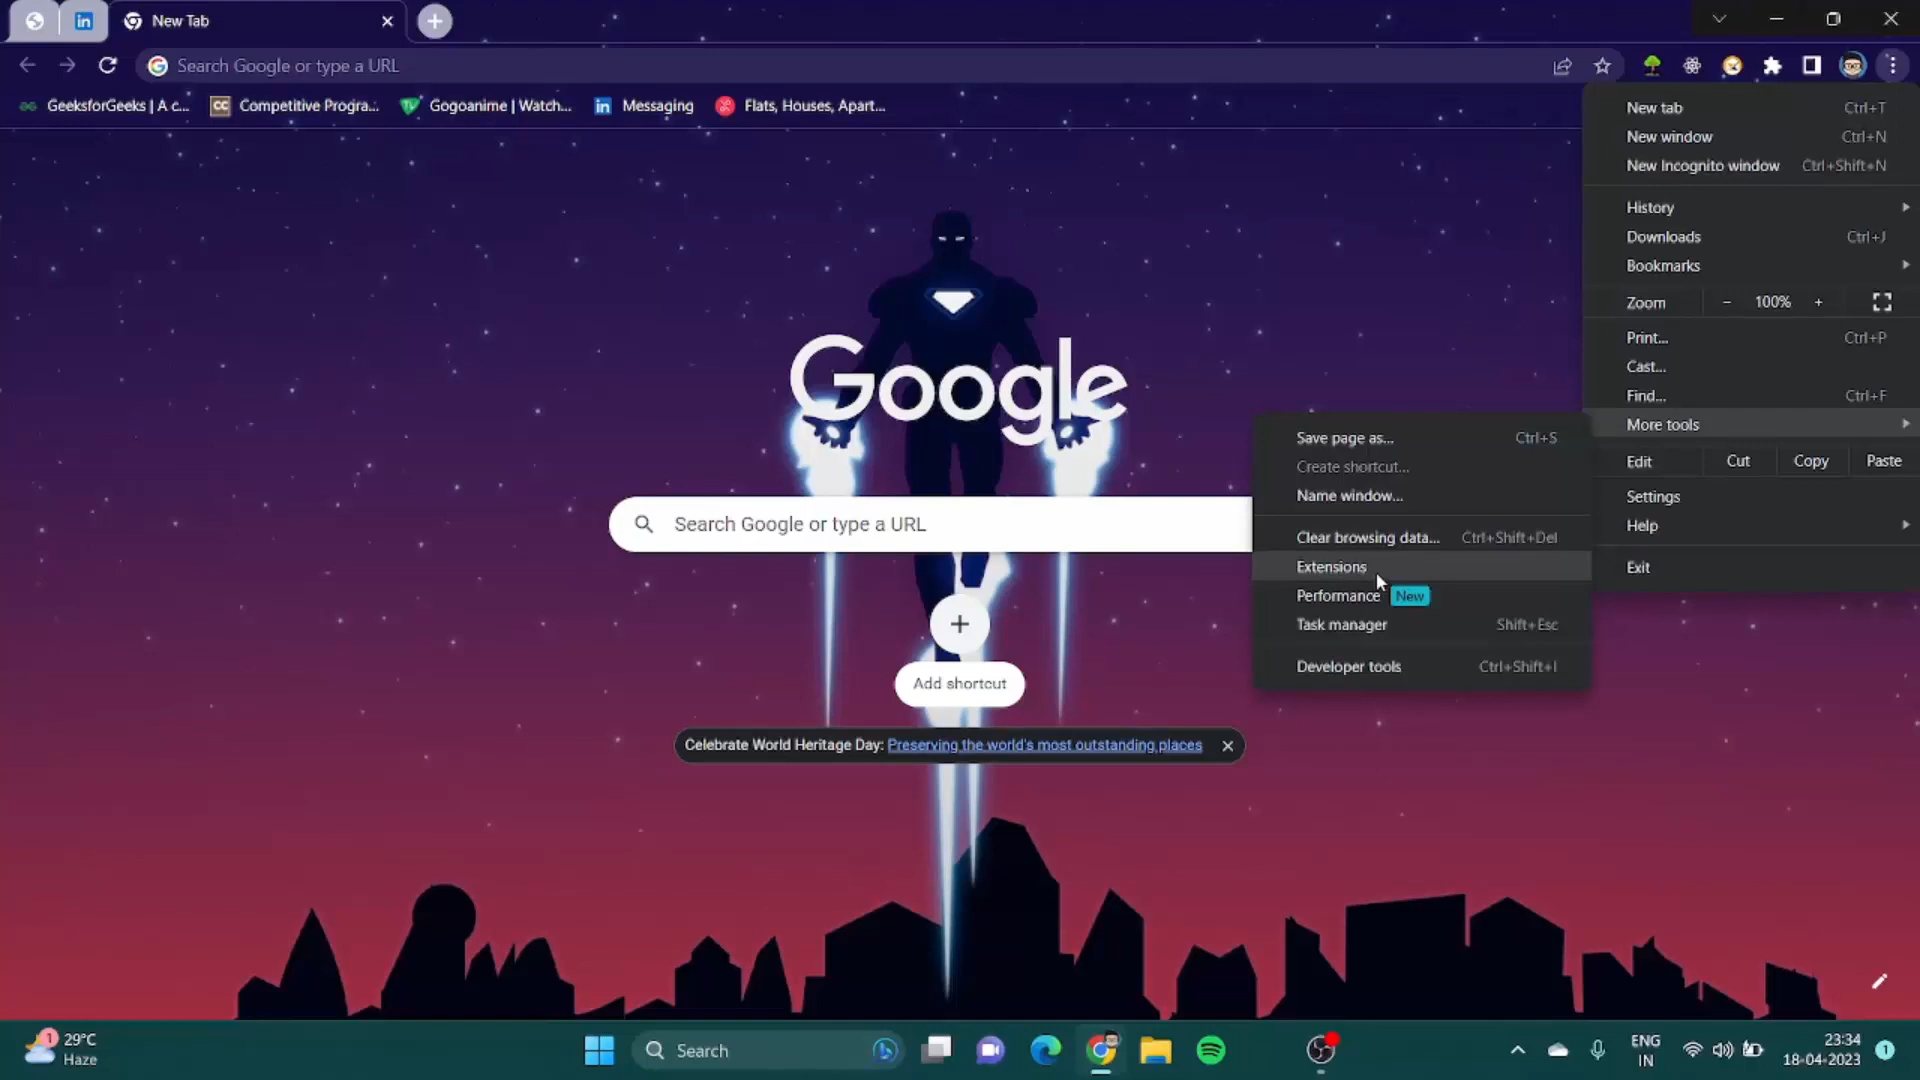 New Tab
Search Google or type a URL
GeeksforGeeks | A c...
CC
Competitive Progra...
Gogoanime | Watch...
in
Messaging
Flats, Houses, Apart...
New tab Ctrl+T
New window Ctrl+N
New Incognito window Ctrl+Shift+N
History
Downloads Ctrl+J
Bookmarks
Zoom - 100% +
Print... Ctrl+P
Cast...
Find... Ctrl+F
More tools
Edit Cut Copy Paste
Settings
Help
Exit
Save page as... Ctrl+S
Create shortcut...
Name window...
Clear browsing data... Ctrl+Shift+Del
Extensions
Performance New
Task manager Shift+Esc
Developer tools Ctrl+Shift+I
Google
Search Google or type a URL
Add shortcut
Celebrate World Heritage Day: Preserving the world's most outstanding places
1
29°C
Haze
Search
ENG
IN
23:34
18-04-2023
1